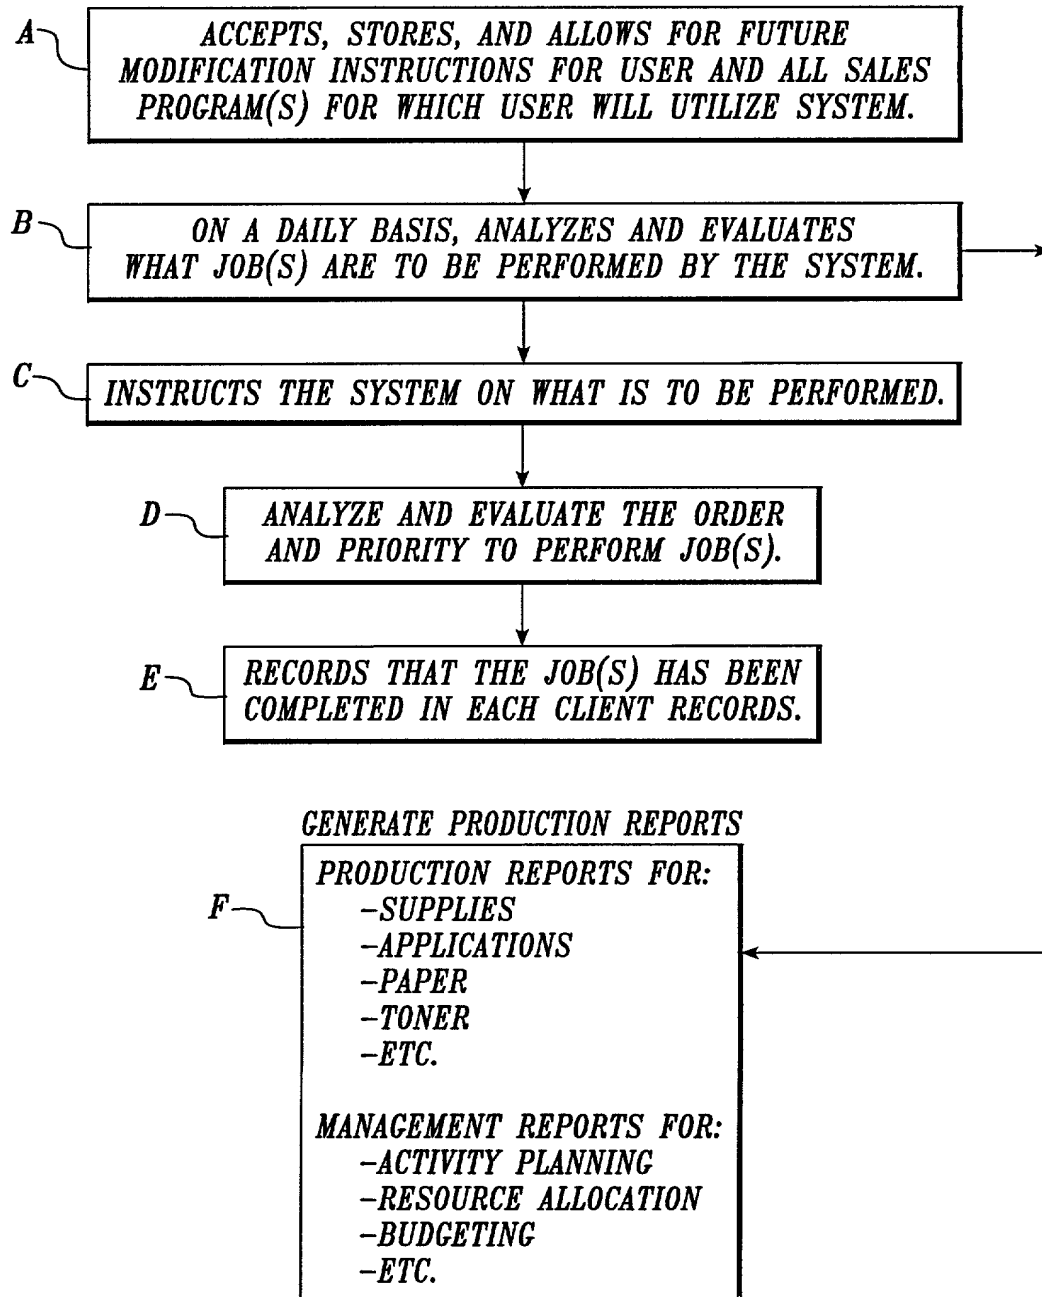 A
ACCEPTS, STORES, AND ALLOWS FOR FUTURE
MODIFICATION INSTRUCTIONS FOR USER AND ALL SALES
PROGRAM(S) FOR WHICH USER WILL UTILIZE SYSTEM.
B
ON A DAILY BASIS, ANALYZES AND EVALUATES
WHAT JOB(S) ARE TO BE PERFORMED BY THE SYSTEM.
C
INSTRUCTS THE SYSTEM ON WHAT IS TO BE PERFORMED.
D
ANALYZE AND EVALUATE THE ORDER
AND PRIORITY TO PERFORM JOB(S).
E
RECORDS THAT THE JOB(S) HAS BEEN
COMPLETED IN EACH CLIENT RECORDS.
GENERATE PRODUCTION REPORTS
F
PRODUCTION REPORTS FOR:
-SUPPLIES
-APPLICATIONS
-PAPER
-TONER
-ETC.
MANAGEMENT REPORTS FOR:
-ACTIVITY PLANNING
-RESOURCE ALLOCATION
-BUDGETING
-ETC.